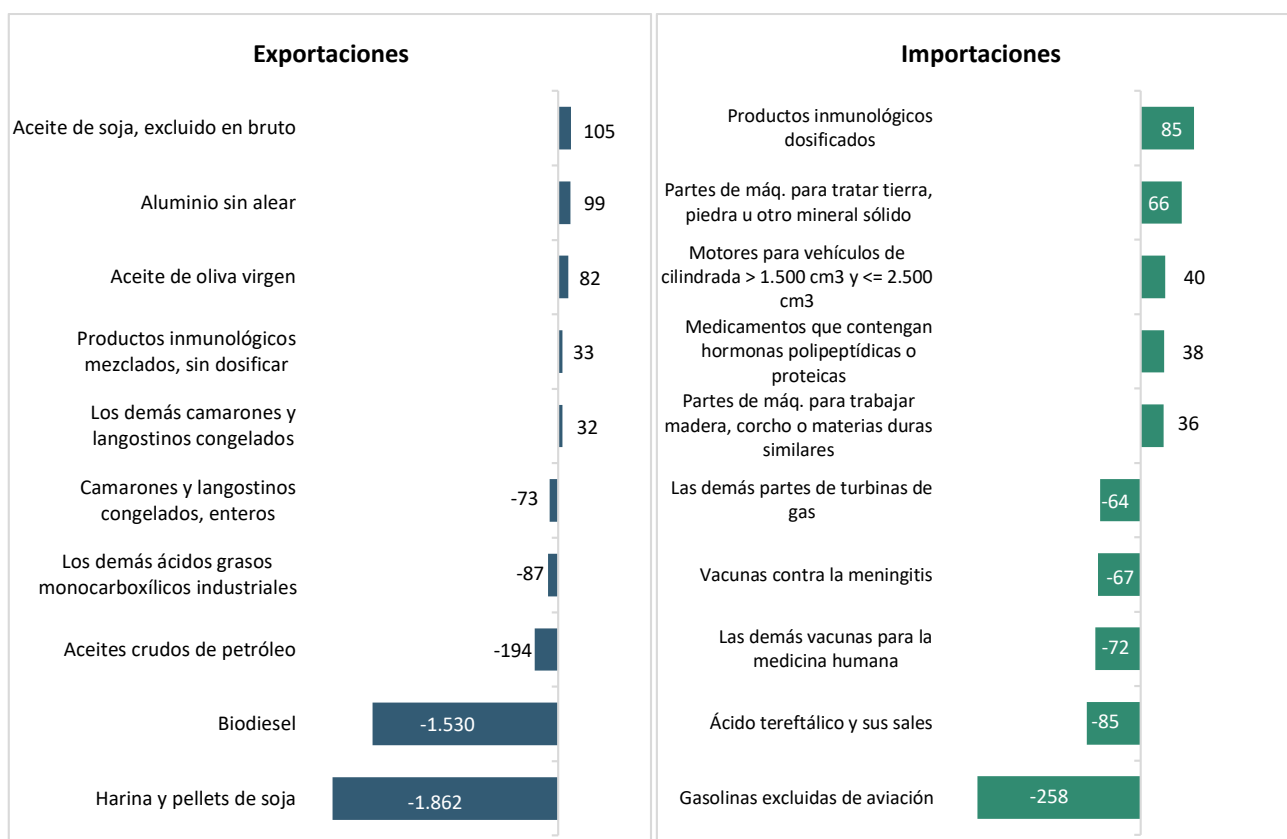 Exportaciones
Aceite de soja, excluido en bruto
105
Aluminio sin alear
99
Aceite de oliva virgen
82
Productos inmunológicos
mezclados, sin dosificar
33
Los demás camarones y
langostinos congelados
32
Camarones y langostinos
congelados, enteros
-73
Los demás ácidos grasos
monocarboxílicos industriales
-87
Aceites crudos de petróleo
-194
Biodiesel
-1.530
Harina y pellets de soja
-1.862
Importaciones
Productos inmunológicos
dosificados
85
Partes de máq. para tratar tierra,
piedra u otro mineral sólido
66
Motores para vehículos de
cilindrada > 1.500 cm3 y <= 2.500
cm3
40
Medicamentos que contengan
hormonas polipeptídicas o
proteicas
38
Partes de máq. para trabajar
madera, corcho o materias duras
similares
36
Las demás partes de turbinas de
gas
-64
Vacunas contra la meningitis
-67
Las demás vacunas para la
medicina humana
-72
Ácido tereftálico y sus sales
-85
Gasolinas excluidas de aviación
-258